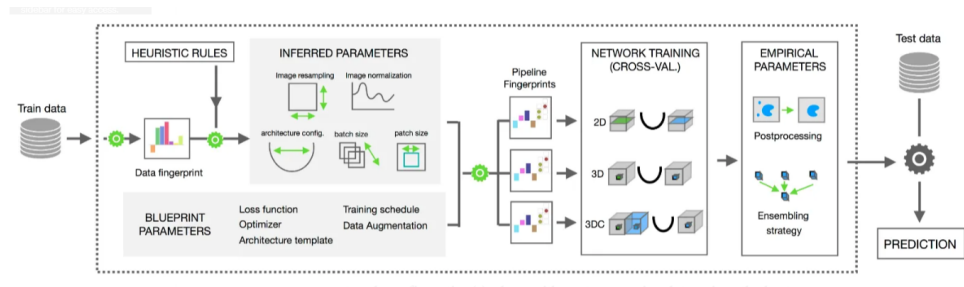 Train data
Data fingerprint
HEURISTIC RULES
INFERRED PARAMETERS
Image resampling
Image normalization
architecture config.
batch size
patch size
BLUEPRINT
PARAMETERS
Loss function
Optimizer
Architecture template
Training schedule
Data Augmentation
Pipeline
Fingerprints
NETWORK TRAINING
(CROSS-VAL.)
2D
3D
3DC
EMPIRICAL
PARAMETERS
Postprocessing
Ensembling
strategy
Test data
PREDICTION